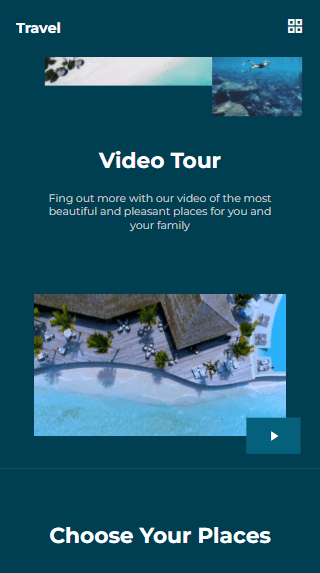 Travel
Video Tour
Fing out more with our video of the most
beautiful and pleasant places for you and
your family
Choose Your Places